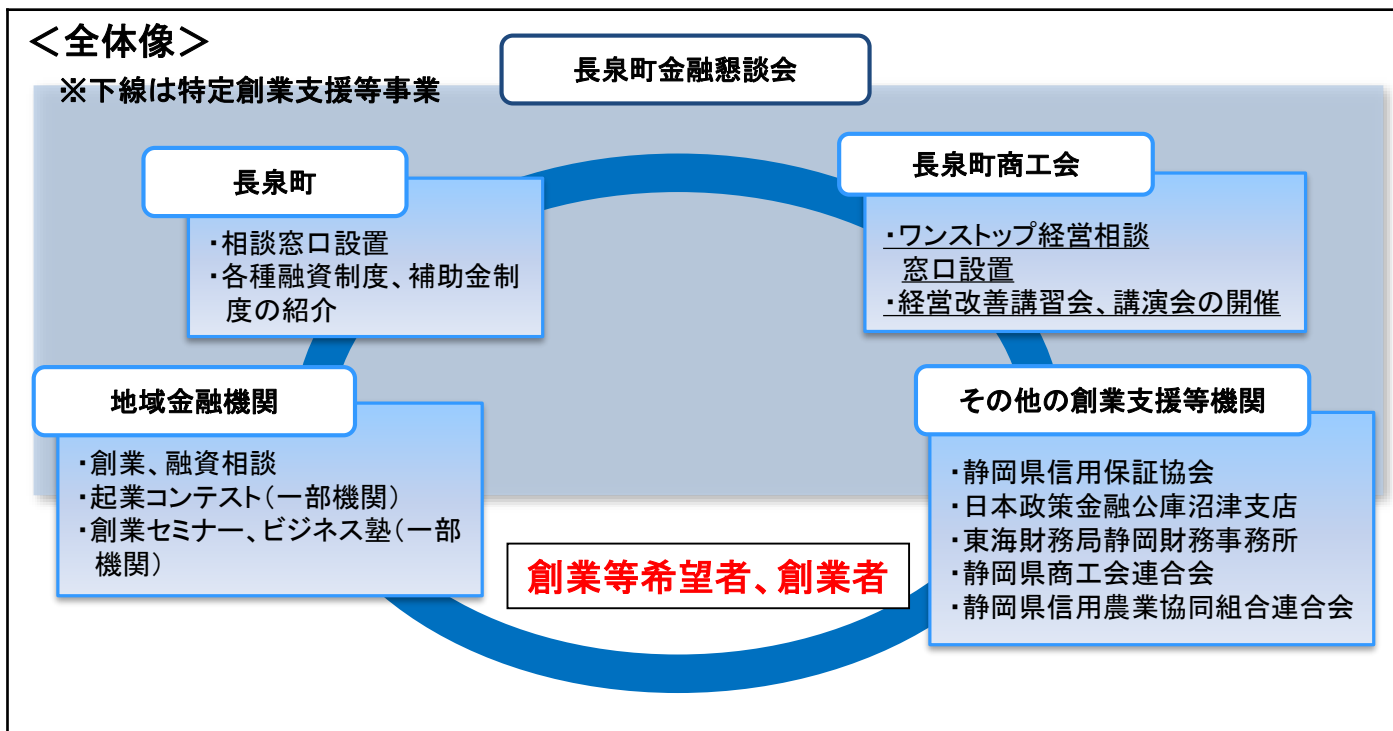 ＜全体像＞
※下線は特定創業支援等事業
長泉町金融懇談会
長泉町
・相談窓口設置
・各種融資制度、補助金制
度の紹介
長泉町商工会
・ワンストップ経営相談
窓口設置
・経営改善講習会、講演会の開催
地域金融機関
・創業、融資相談
・起業コンテスト（一部機関）
・創業セミナー、ビジネス塾（一部
機関）
その他の創業支援等機関
・静岡県信用保証協会
・日本政策金融公庫沼津支店
・東海財務局静岡財務事務所
・静岡県商工会連合会
・静岡県信用農業協同組合連合会
創業等希望者、創業者